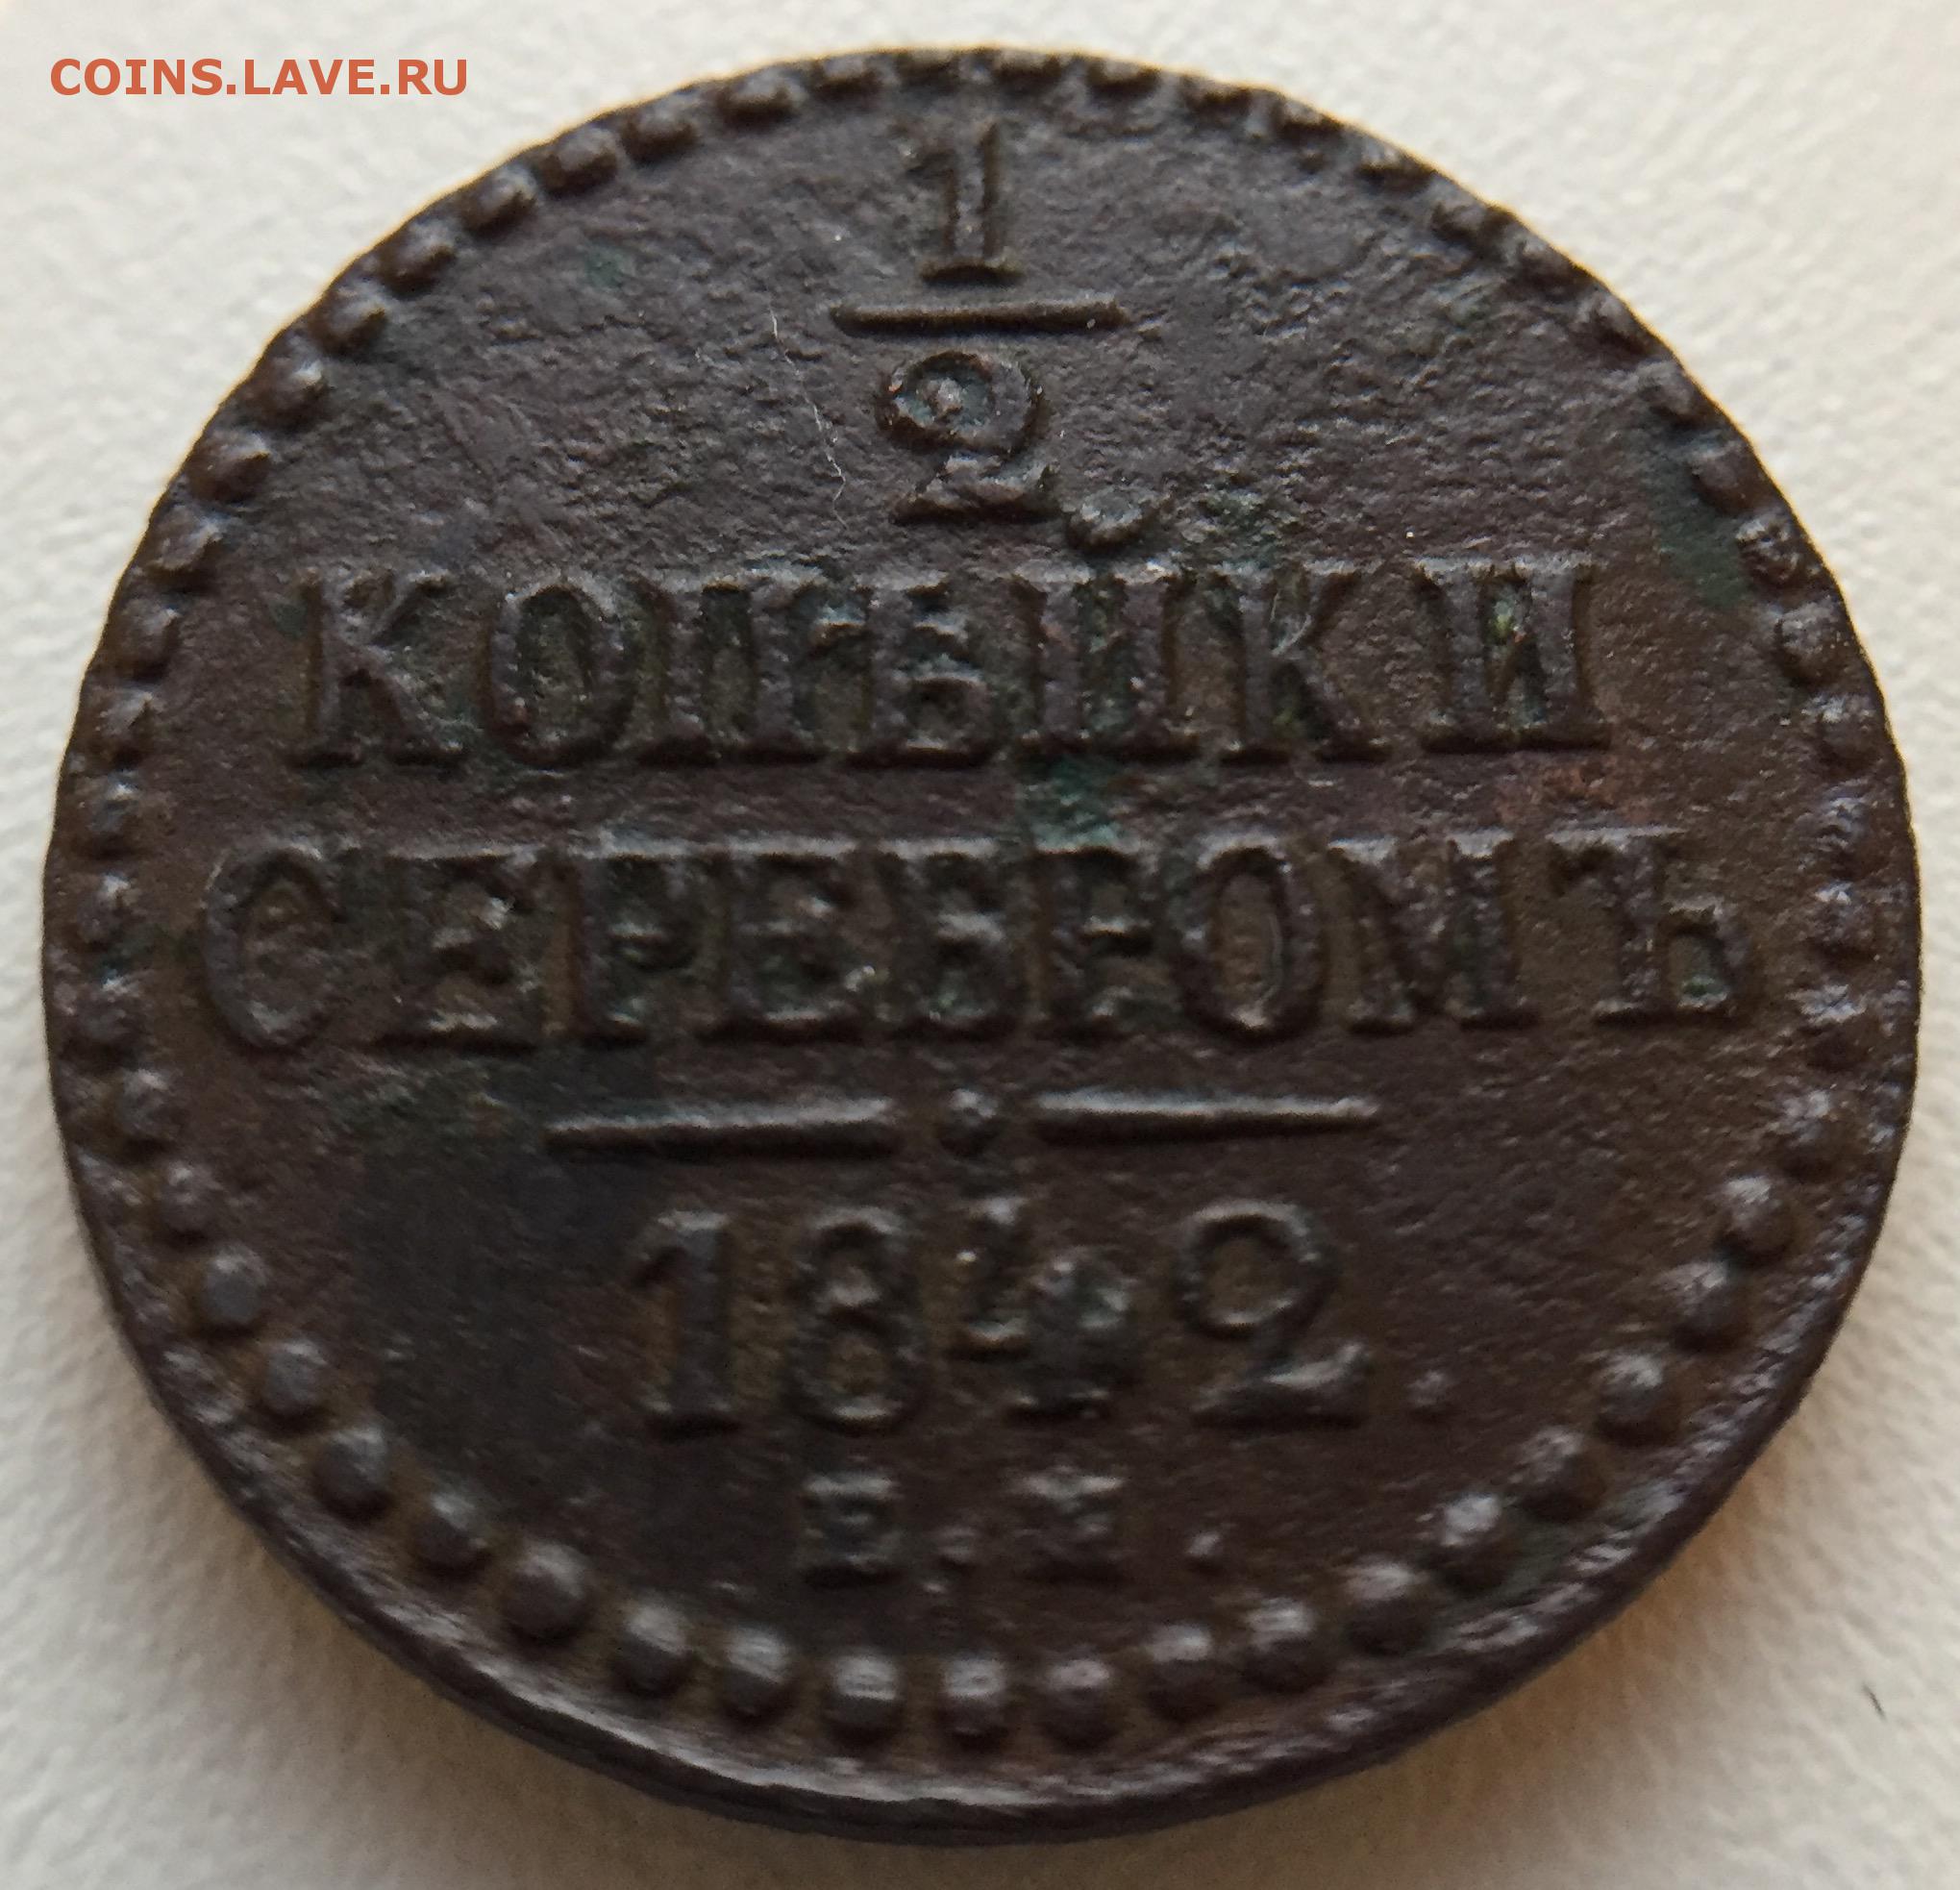 COINS.LAVE.RU
1
2
КОПѢЙКИ
СЕРЕБРОМЪ
1842.
Е. М.